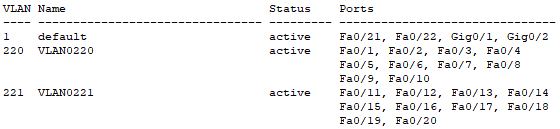 VLAN Name                             Status    Ports
---- -------------------------------- --------- -------------------------------
1    default                          active    Fa0/21, Fa0/22, Gig0/1, Gig0/2
220  VLAN0220                         active    Fa0/1, Fa0/2, Fa0/3, Fa0/4
                                                Fa0/5, Fa0/6, Fa0/7, Fa0/8
                                                Fa0/9, Fa0/10
221  VLAN0221                         active    Fa0/11, Fa0/12, Fa0/13, Fa0/14
                                                Fa0/15, Fa0/16, Fa0/17, Fa0/18
                                                Fa0/19, Fa0/20